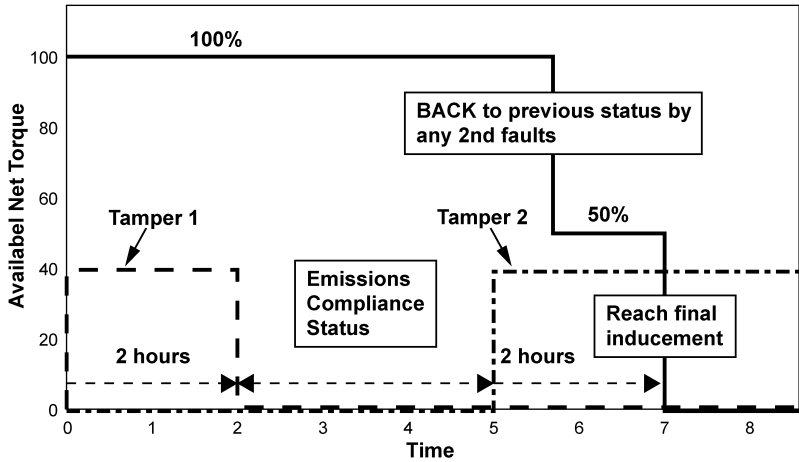 100%
100
80
60
40
20
0
Availabel Net Torque
BACK to previous status by
any 2nd faults
50%
Tamper 1
Tamper 2
Emissions
Compliance
Status
Reach final
inducement
2 hours
2 hours
0 1 2 3 4 5 6 7 8
Time